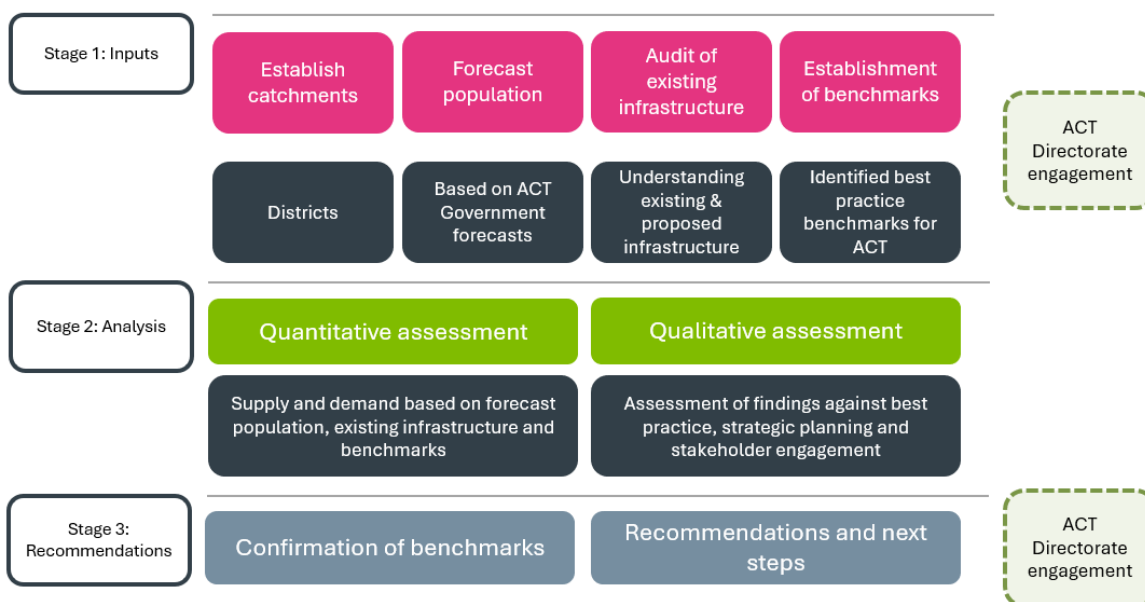 Stage 1: Inputs
Establish
catchments
Forecast
population
Audit of
existing
infrastructure
Establishment
of benchmarks
ACT
Directorate
engagement
Districts
Based on ACT
Government
forecasts
Understanding
existing &
proposed
infrastructure
Identified best
practice
benchmarks for
ACT
Stage 2: Analysis
Quantitative assessment
Qualitative assessment
Supply and demand based on forecast
population, existing infrastructure and
benchmarks
Assessment of findings against best
practice, strategic planning and
stakeholder engagement
Stage 3:
Recommendations
Confirmation of benchmarks
Recommendations and next
steps
ACT
Directorate
engagement